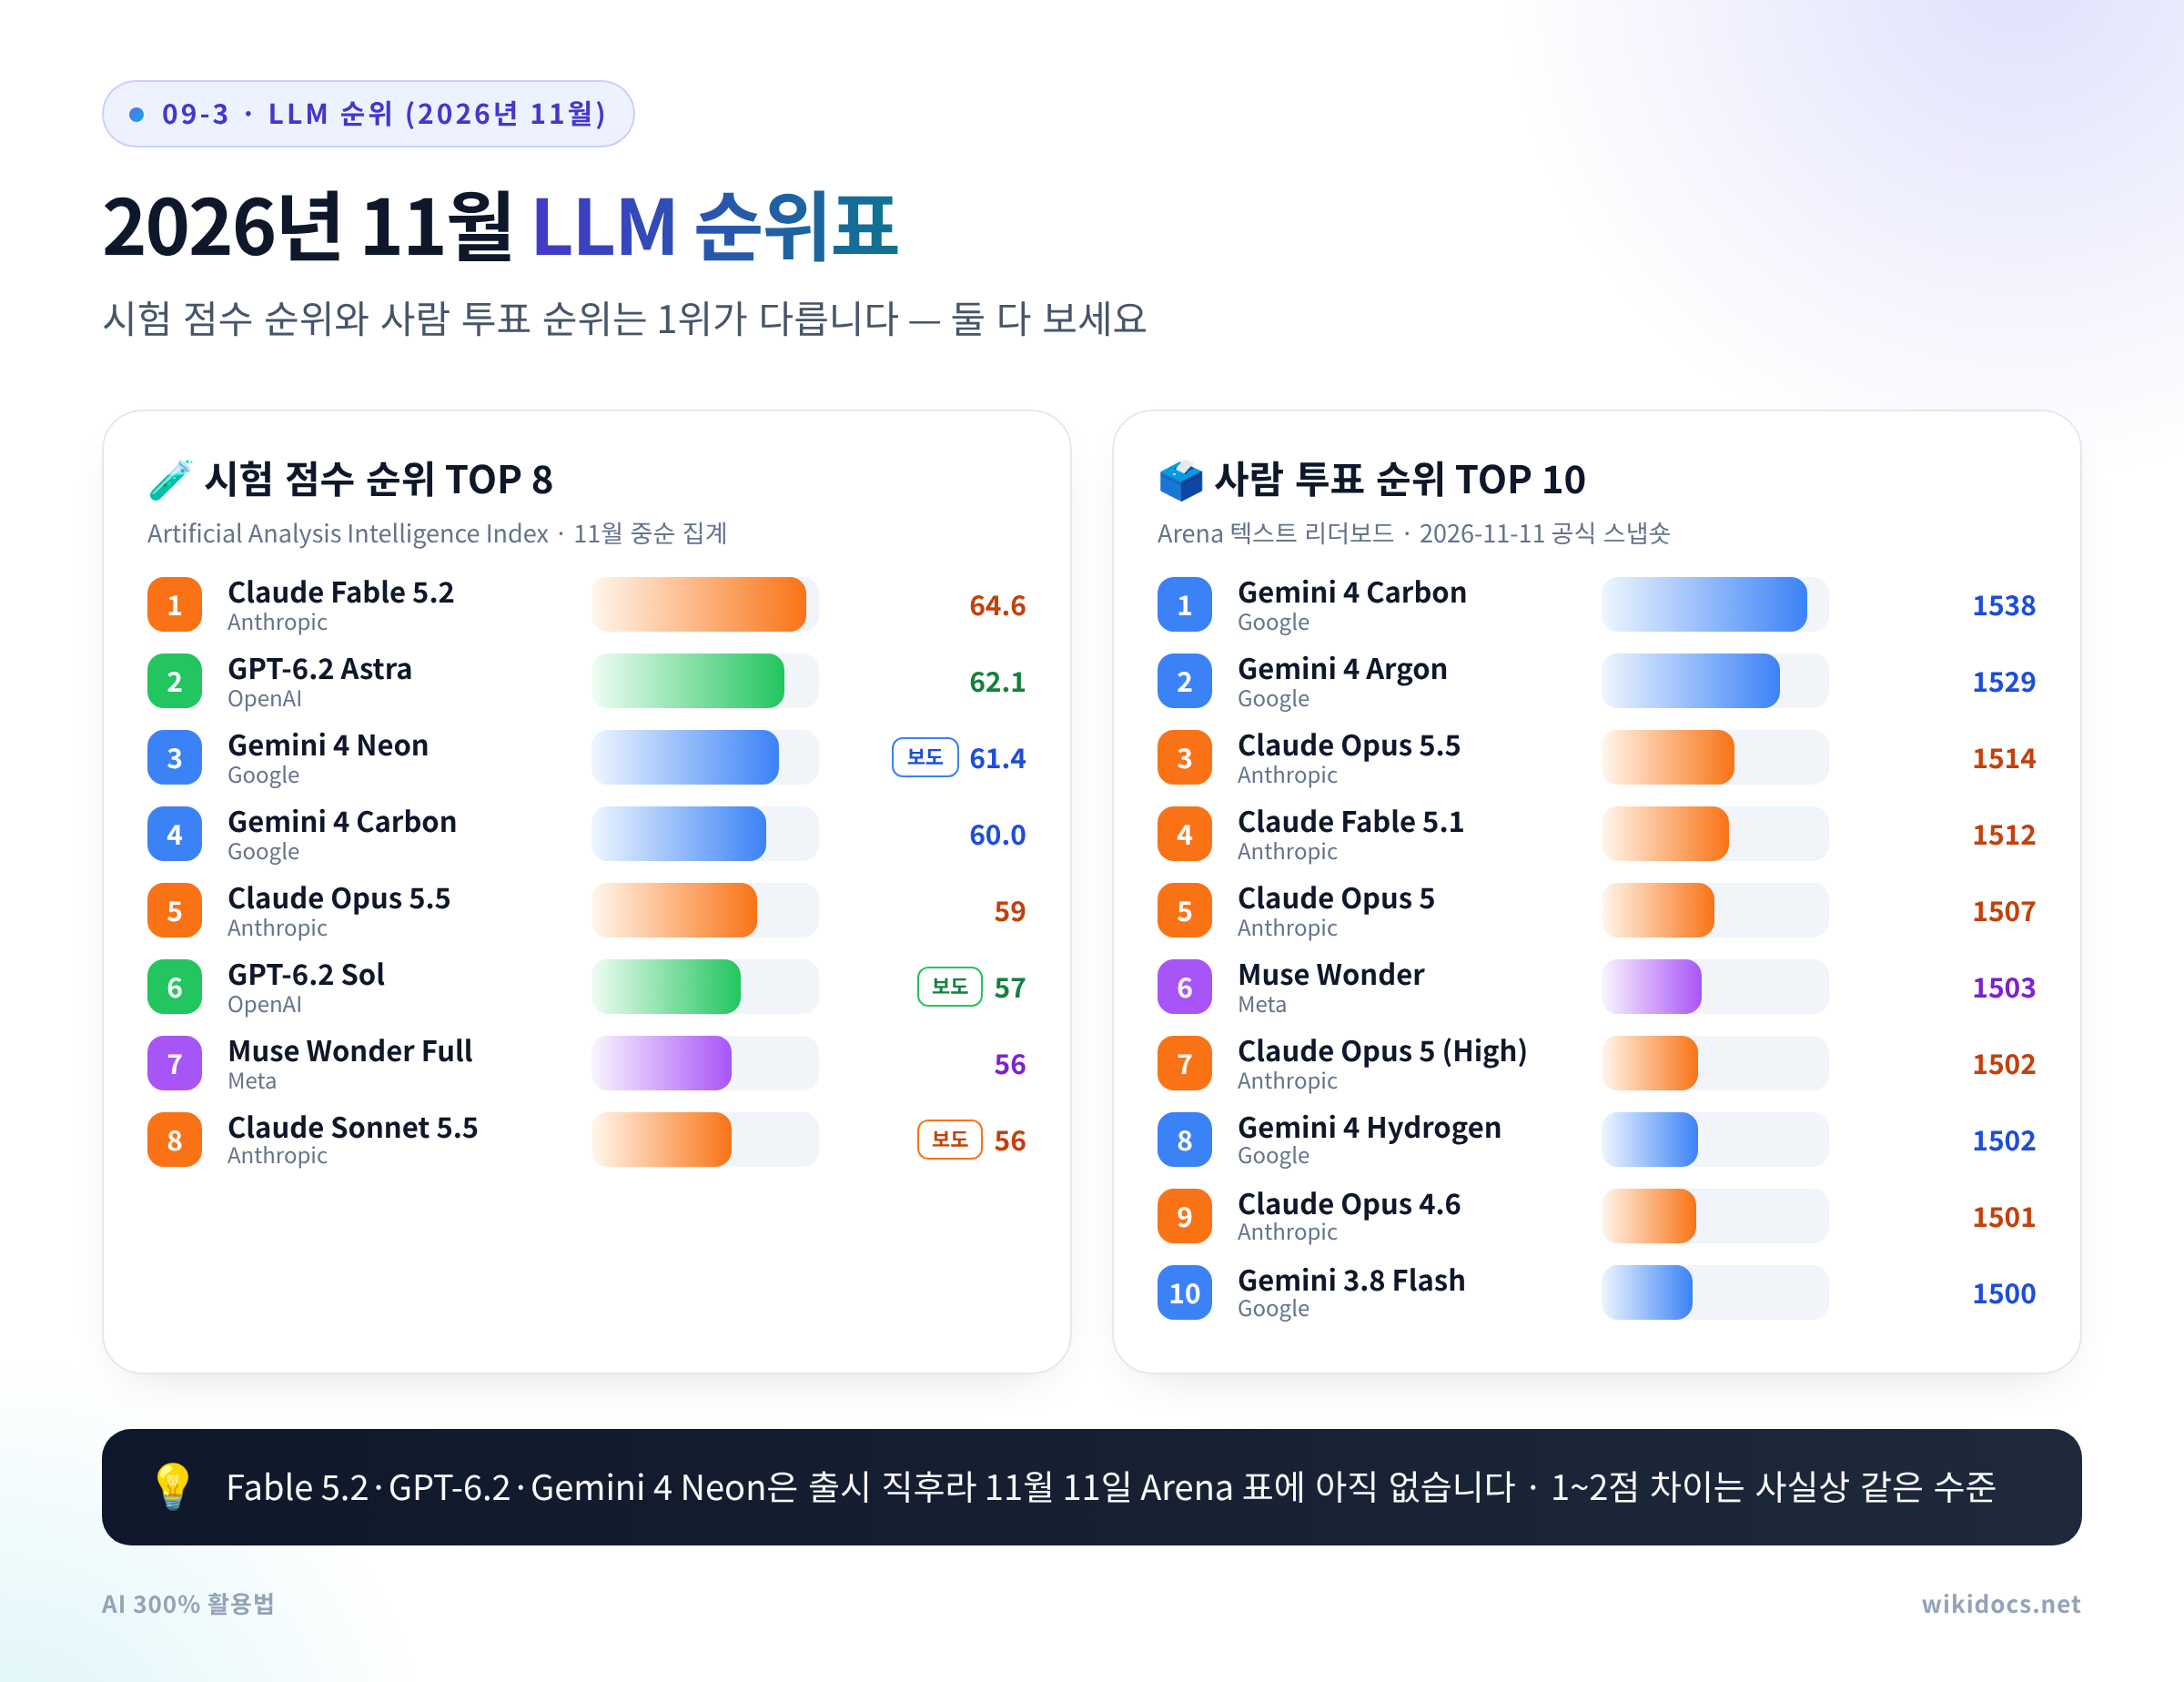 09-3 · LLM 순위 (2026년 11월)
2026년 11월 LLM 순위표
시험 점수 순위와 사람 투표 순위는 1위가 다릅니다 — 둘 다 보세요
시험 점수 순위 TOP 8
Artificial Analysis Intelligence Index · 11월 중순 집계
1 Claude Fable 5.2 64.6
Anthropic
2 GPT-6.2 Astra 62.1
OpenAI
3 Gemini 4 Neon 보도 61.4
Google
4 Gemini 4 Carbon 60.0
Google
5 Claude Opus 5.5 59
Anthropic
6 GPT-6.2 Sol 보도 57
OpenAI
7 Muse Wonder Full 56
Meta
8 Claude Sonnet 5.5 보도 56
Anthropic
사람 투표 순위 TOP 10
Arena 텍스트 리더보드 · 2026-11-11 공식 스냅숏
1 Gemini 4 Carbon 1538
Google
2 Gemini 4 Argon 1529
Google
3 Claude Opus 5.5 1514
Anthropic
4 Claude Fable 5.1 1512
Anthropic
5 Claude Opus 5 1507
Anthropic
6 Muse Wonder 1503
Meta
7 Claude Opus 5 (High) 1502
Anthropic
8 Gemini 4 Hydrogen 1502
Google
9 Claude Opus 4.6 1501
Anthropic
10 Gemini 3.8 Flash 1500
Google
Fable 5.2·GPT-6.2·Gemini 4 Neon은 출시 직후라 11월 11일 Arena 표에 아직 없습니다 · 1~2점 차이는 사실상 같은 수준
AI 300% 활용법
wikidocs.net